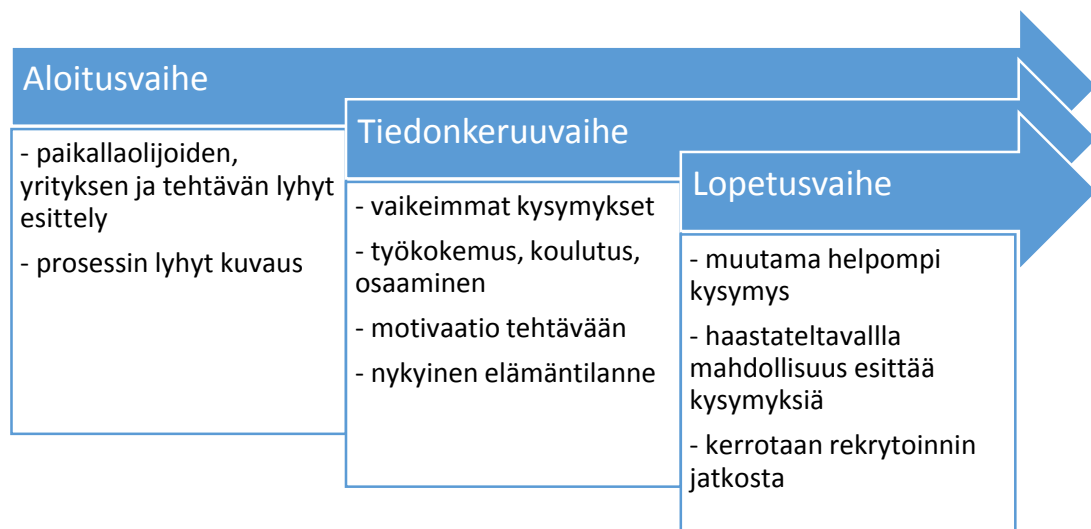 Aloitusvaihe
- paikallaolijoiden,
yrityksen ja tehtävän lyhyt
esittely
- prosessin lyhyt kuvaus
Tiedonkeruuvaihe
- vaikeimmat kysymykset
- työkokemus, koulutus,
osaaminen
- motivaatio tehtävään
- nykyinen elämäntilanne
Lopetusvaihe
- muutama helpompi
kysymys
- haastateltavallla
mahdollisuus esittää
kysymyksiä
- kerrotaan rekrytoinnin
jatkosta